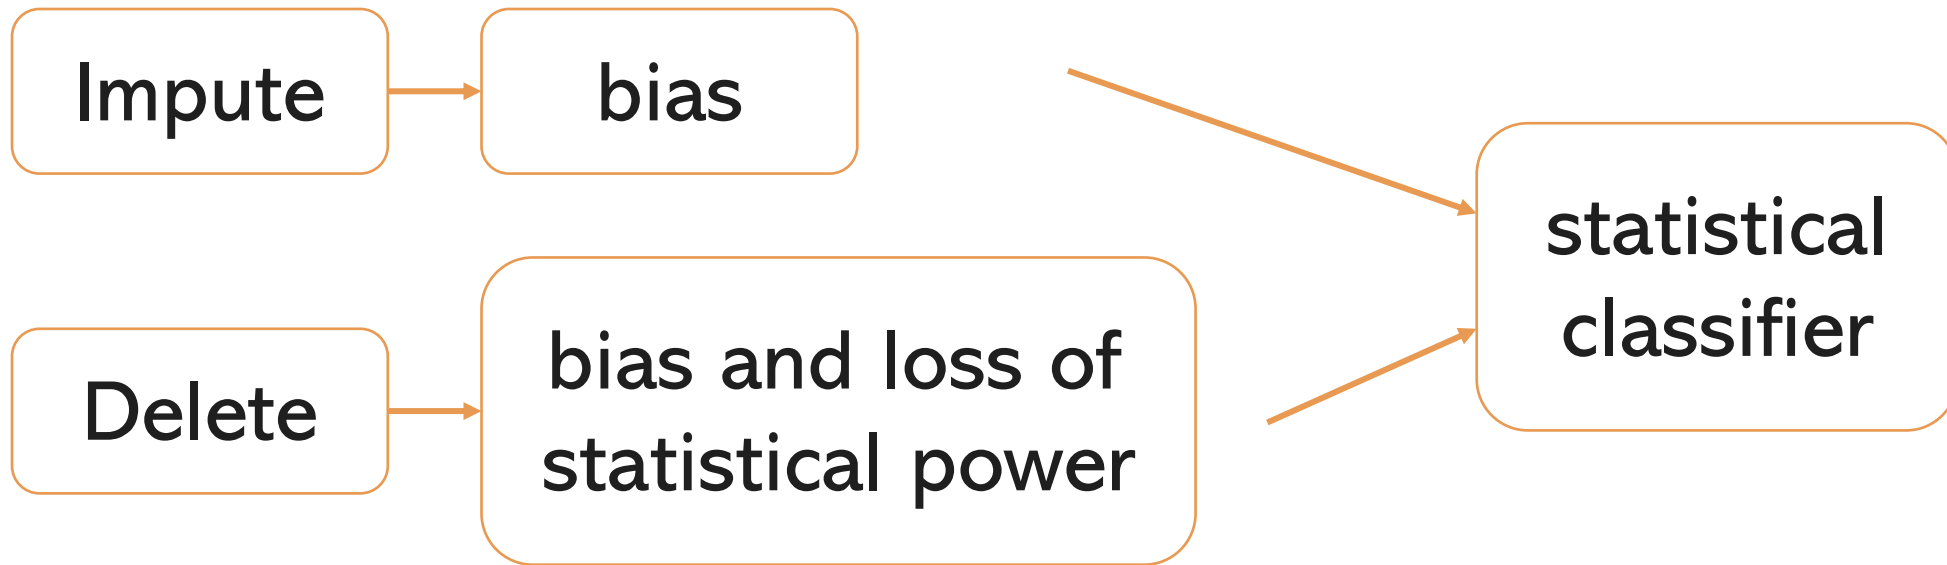 Impute
bias
Delete
bias and loss of
statistical power
statistical
classifier